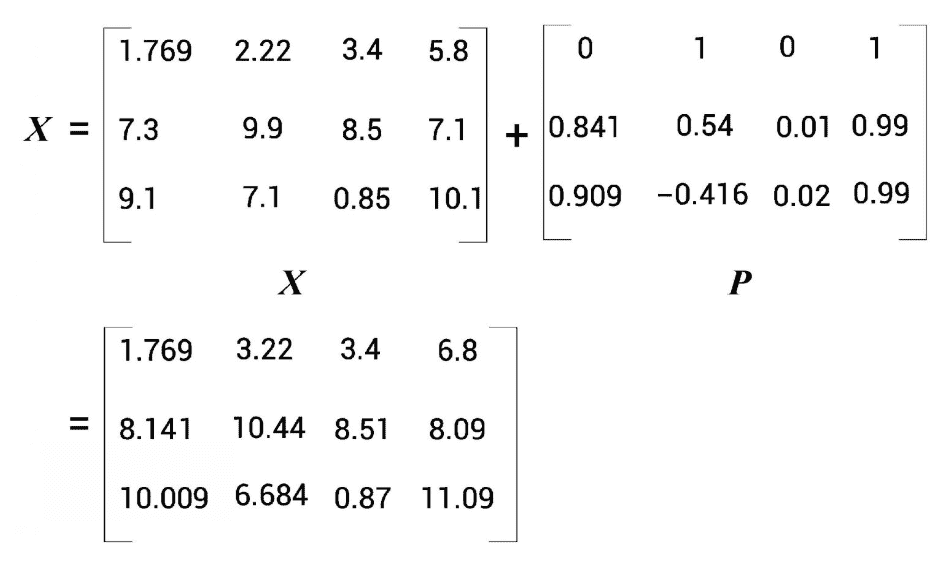 1.769 2.22 3.4 5.8 0 1 0 1
X = 7.3 9.9 8.5 7.1 + 0.841 0.54 0.01 0.99
9.1 7.1 0.85 10.1 0.909 −0.416 0.02 0.99
X P
1.769 3.22 3.4 6.8
= 8.141 10.44 8.51 8.09
10.009 6.684 0.87 11.09